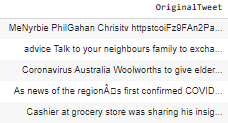 OriginalTweet
MeNyrbie PhilGahan Chrisitv httpstcoiFz9FAn2Pa...
advice Talk to your neighbours family to excha...
Coronavirus Australia Woolworths to give elder...
As news of the regionÂ¤s first confirmed COVID...
Cashier at grocery store was sharing his insig...